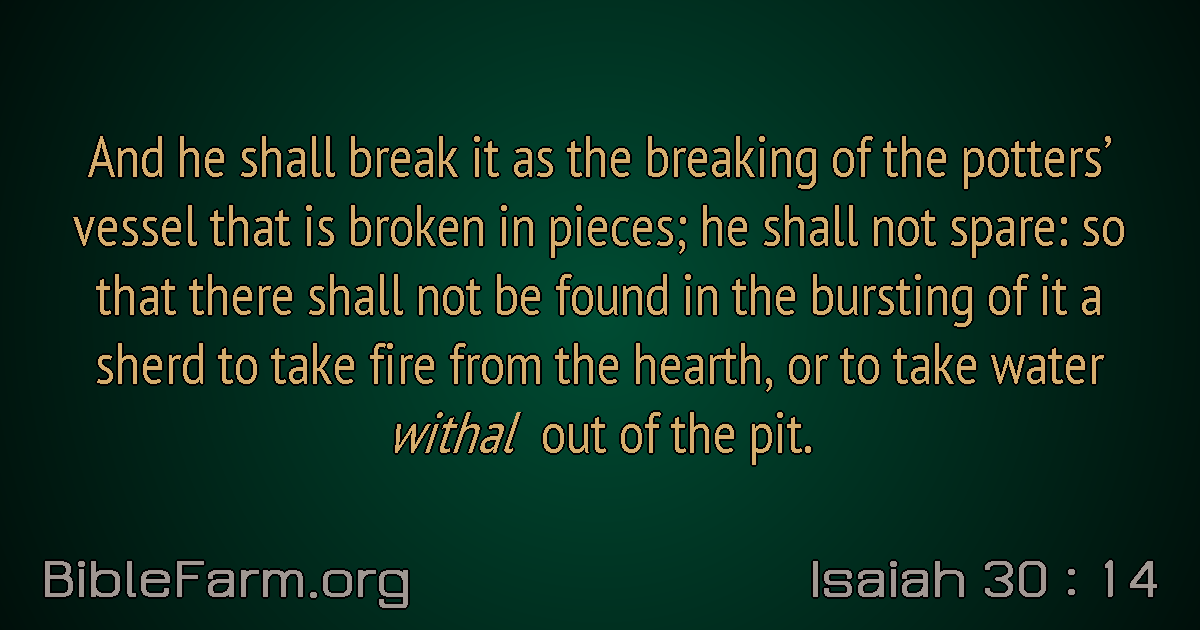 And he shall break it as the breaking of the potters’
vessel that is broken in pieces; he shall not spare: so
that there shall not be found in the bursting of it a
sherd to take fire from the hearth, or to take water
withal out of the pit.
BibleFarm.org
Isaiah 30 : 14